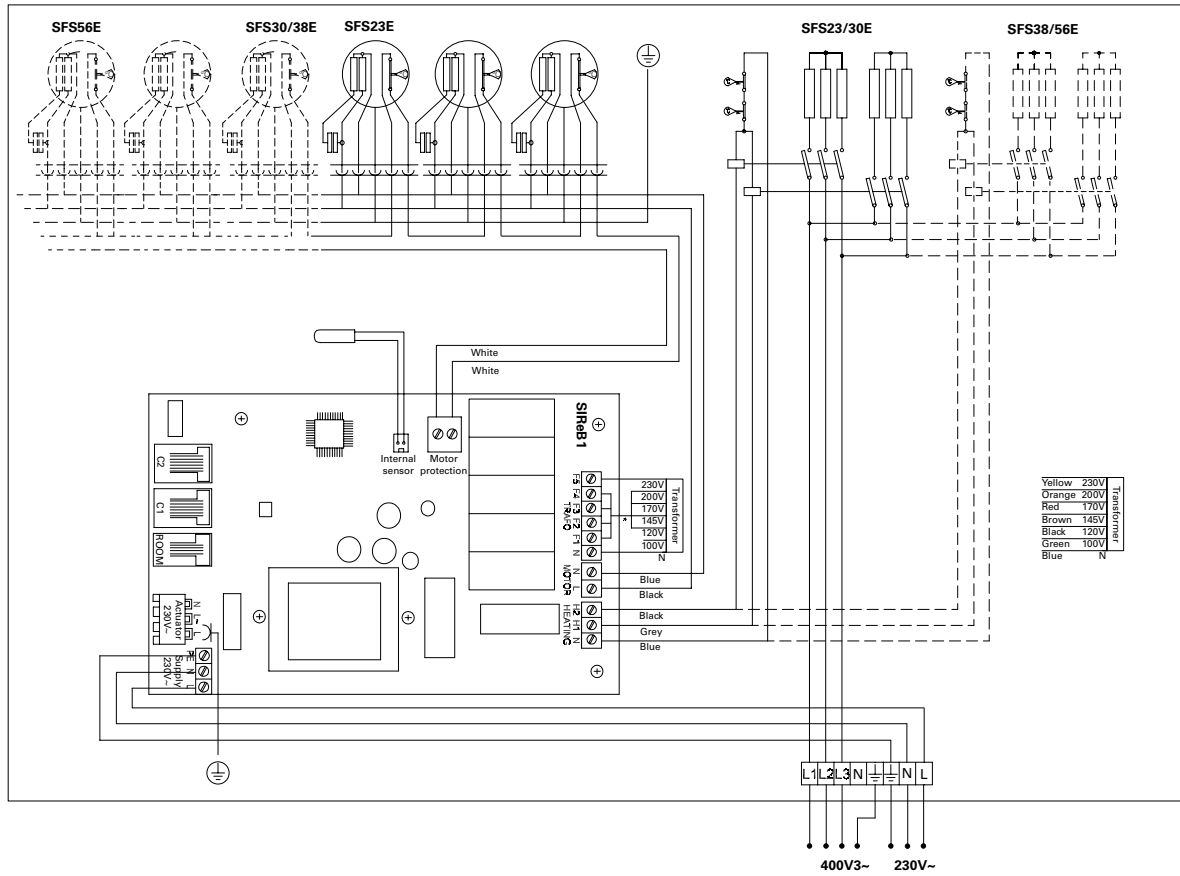 SFS56E
SFS30/38E
SFS23E
SFS23/30E
SFS38/56E
White
White
SIReB1
C2
C1
ROOM
Internal
sensor
Motor
protection
F5
F4
F3
F2
F1
N
TRAFO
230V
200V
170V
145V
120V
100V
N
Transformer
*
N
L
MOTOR
Blue
Black
H2
H1
N
HEATING
Black
Grey
Blue
Actuator
230V~
N
L'
L
PE
N
L
Supply
230V~
Yellow 230V
Orange 200V
Red 170V
Brown 145V
Black 120V
Green 100V
Blue N
Transformer
L1 L2 L3 N N L
400V3~ 230V~